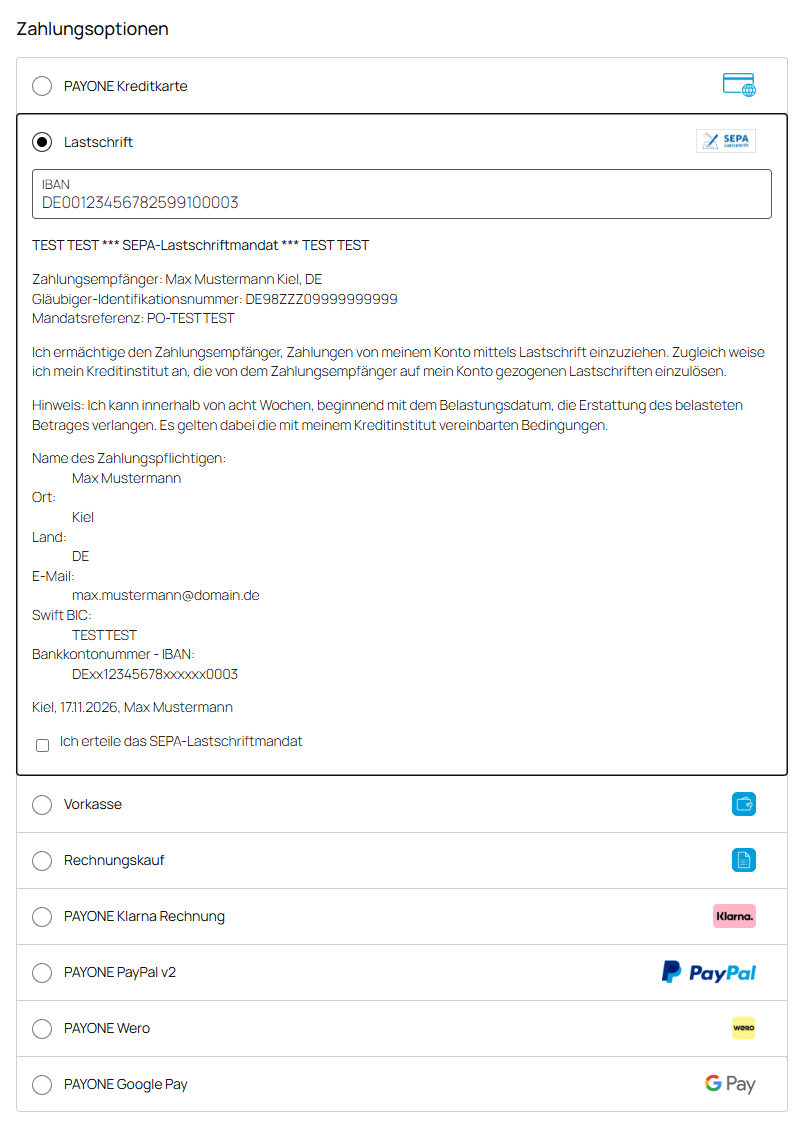 Zahlungsoptionen
PAYONE Kreditkarte
Lastschrift
SEPA
Lastschrift
IBAN
DE00123456782599100003
TEST TEST *** SEPA-Lastschriftmandat *** TEST TEST
Zahlungsempfänger: Max Mustermann Kiel, DE
Gläubiger-Identifikationsnummer: DE98ZZZ09999999999
Mandatsreferenz: PO-TESTTEST
Ich ermächtige den Zahlungsempfänger, Zahlungen von meinem Konto mittels Lastschrift einzuziehen. Zugleich weise
ich mein Kreditinstitut an, die von dem Zahlungsempfänger auf mein Konto gezogenen Lastschriften einzulösen.
Hinweis: Ich kann innerhalb von acht Wochen, beginnend mit dem Belastungsdatum, die Erstattung des belasteten
Betrages verlangen. Es gelten dabei die mit meinem Kreditinstitut vereinbarten Bedingungen.
Name des Zahlungspflichtigen:
Max Mustermann
Ort:
Kiel
Land:
DE
E-Mail:
max.mustermann@domain.de
Swift BIC:
TESTTEST
Bankkontonummer - IBAN:
DExx12345678xxxxxx0003
Kiel, 17.11.2026, Max Mustermann
Ich erteile das SEPA-Lastschriftmandat
Vorkasse
Rechnungskauf
PAYONE Klarna Rechnung
Klarna.
PAYONE PayPal v2
PayPal
PAYONE Wero
wero
PAYONE Google Pay
G Pay